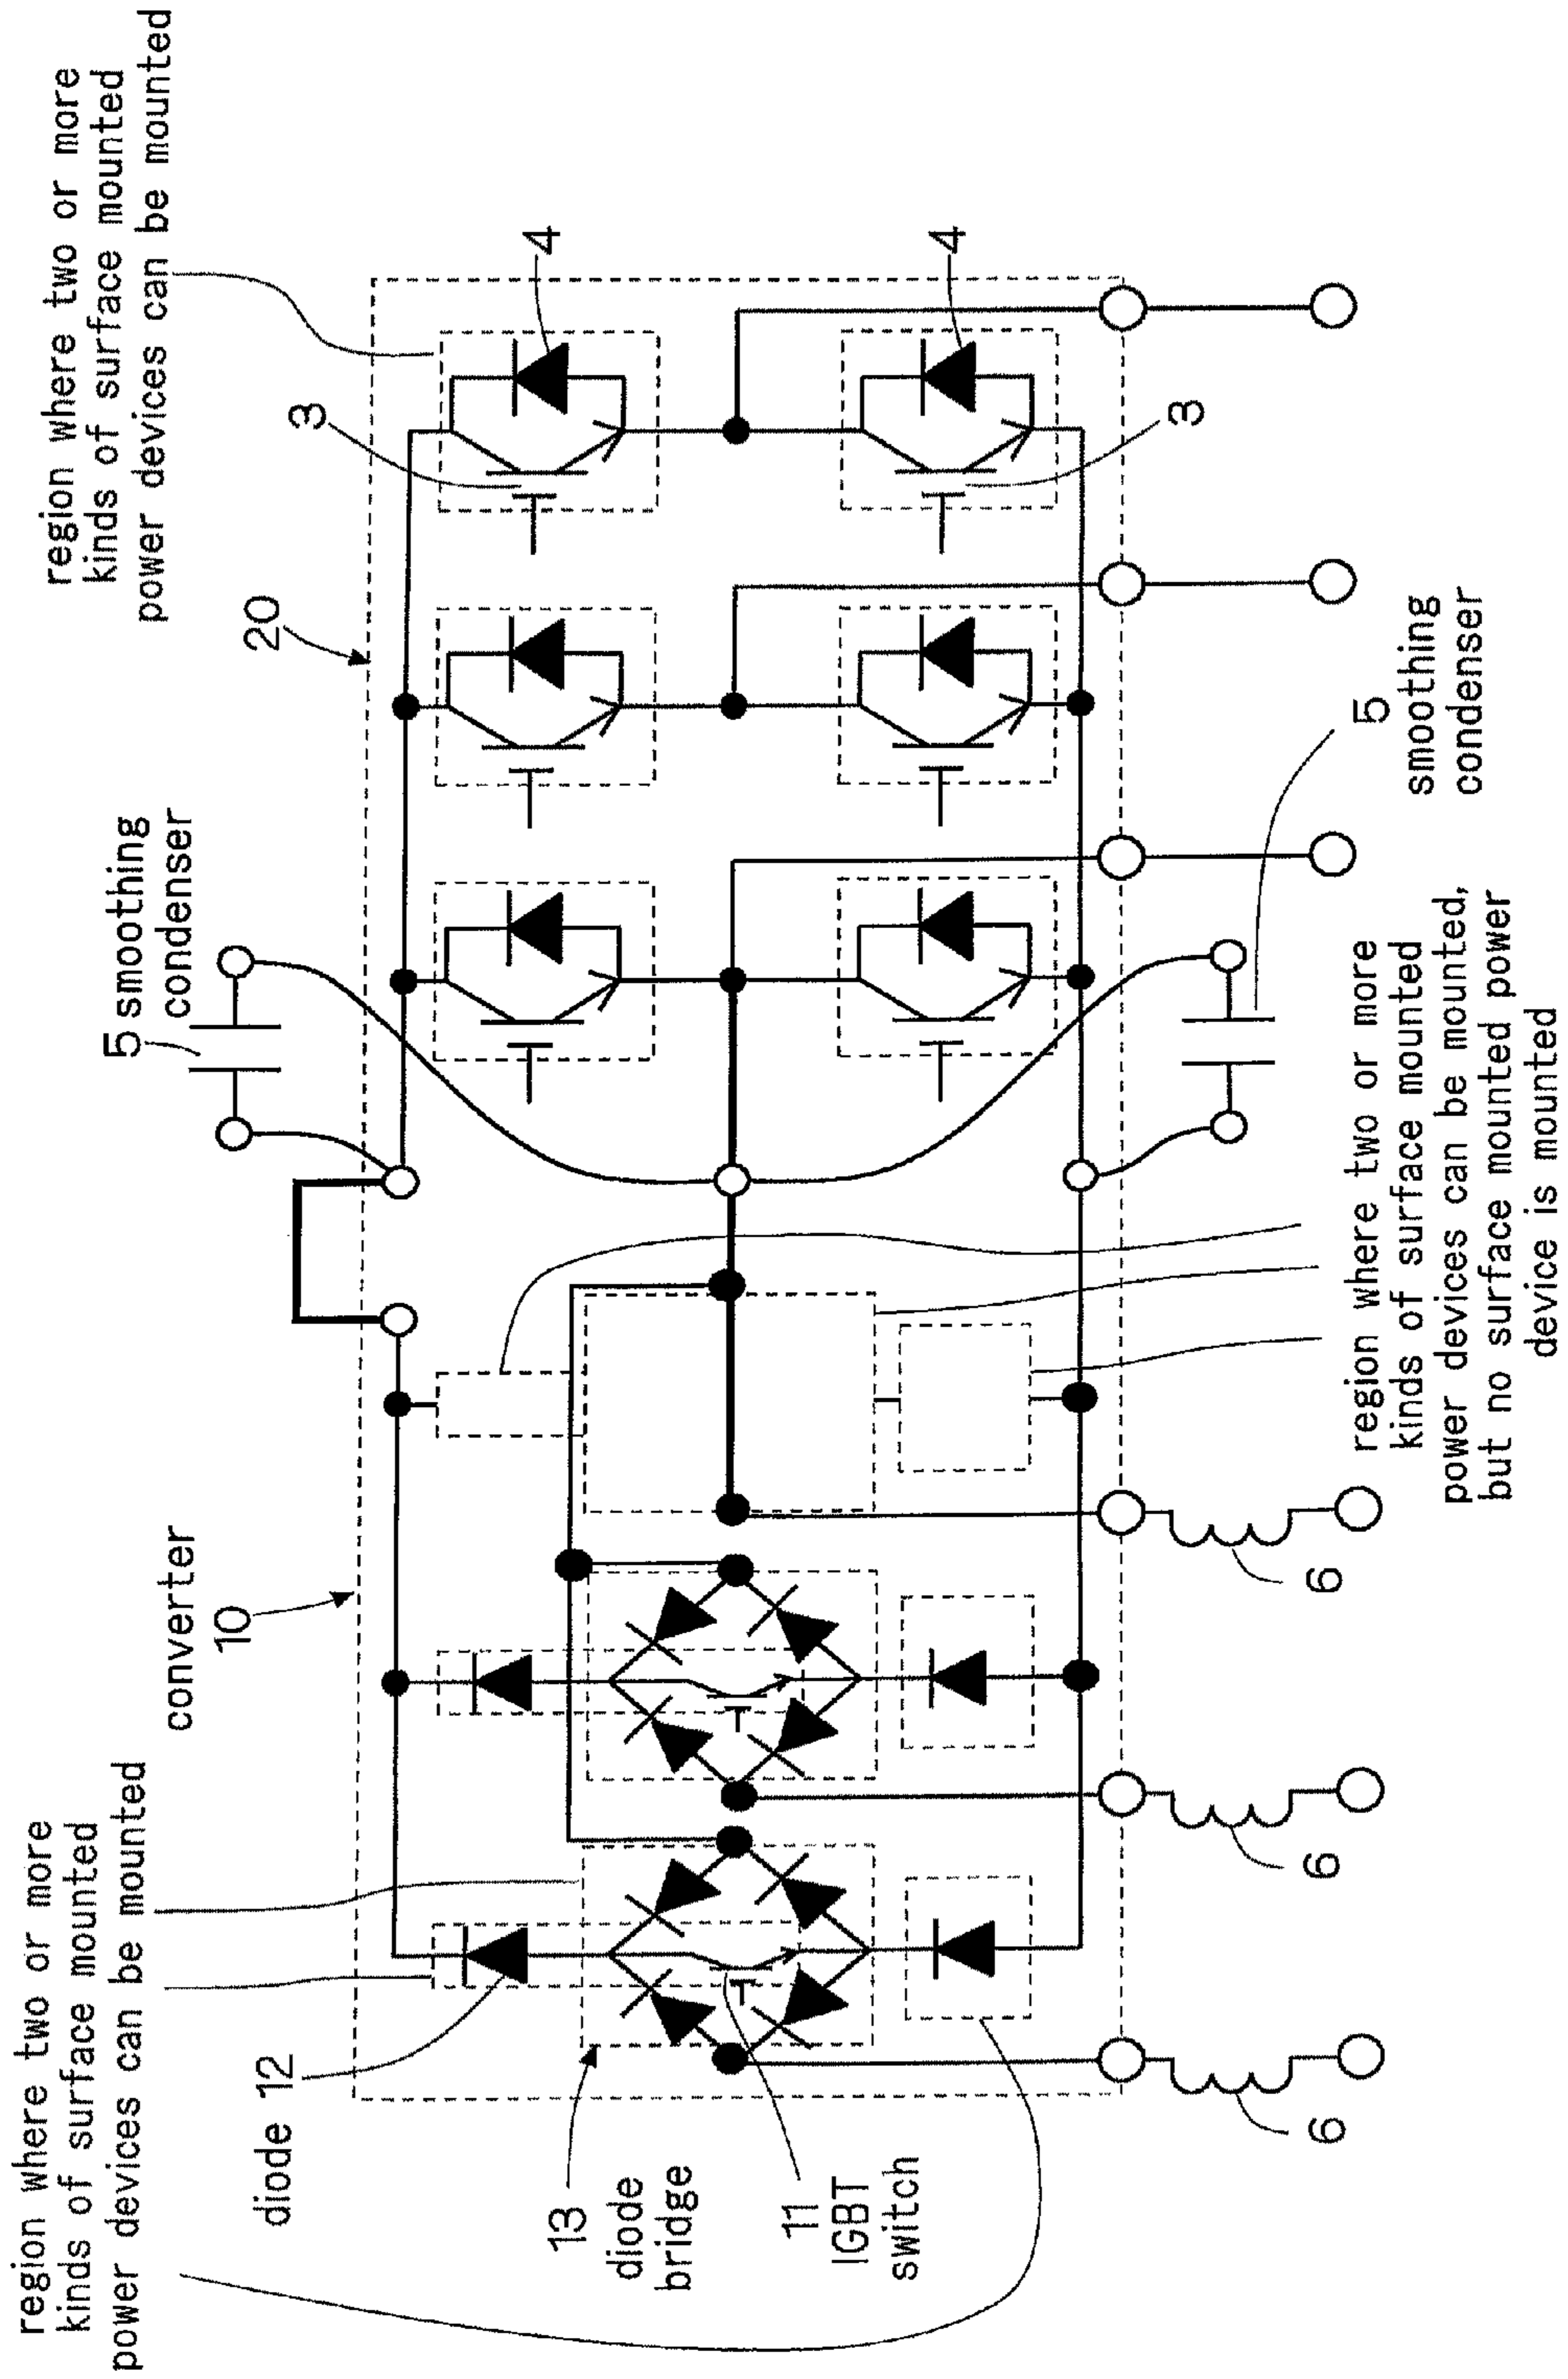 region where two or more
kinds of surface mounted
power devices can be mounted
diode 12
13
diode
bridge
11
IGBT
switch
converter
10
5 smoothing
condenser
20
region where two or more
kinds of surface mounted
power devices can be mounted
3
4
3
4
5
smoothing
condenser
region where two or more
kinds of surface mounted
power devices can be mounted,
but no surface mounted power
device is mounted
6
6
6